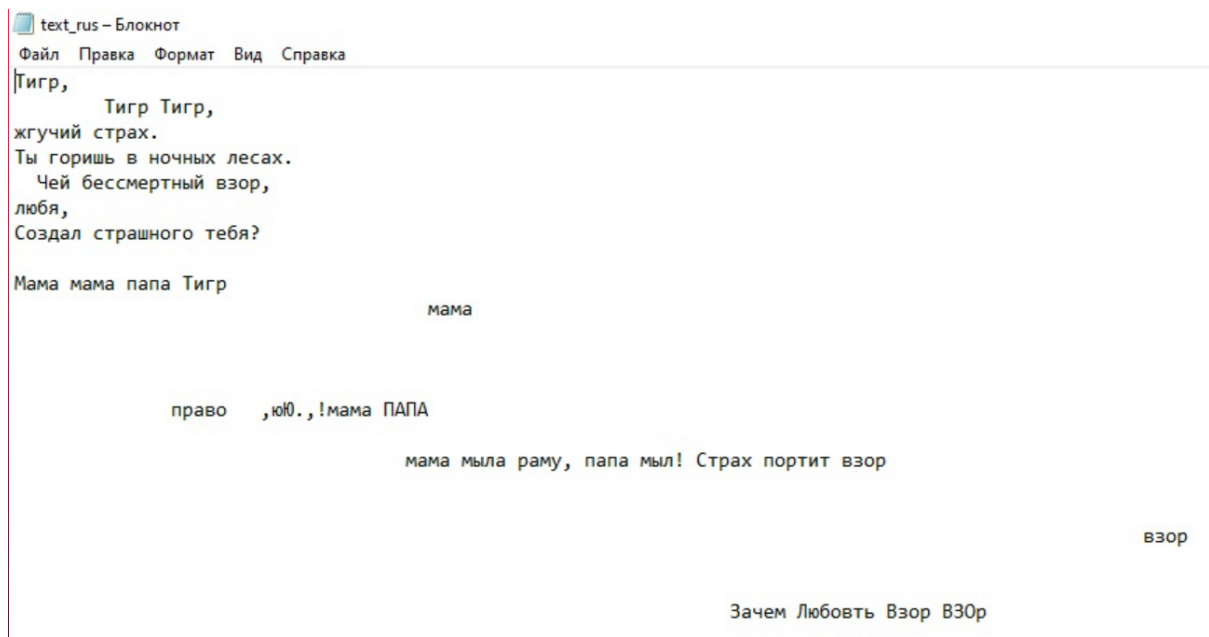 text_rus – Блокнот
Файл Правка Формат Вид Справка
Тигр,
Тигр Тигр,
жгучий страх.
Ты горишь в ночных лесах.
Чей бессмертный взор,
любя,
Создал страшного тебя?
Мама мама папа Тигр
мама
право ,юЮ.,!мама ПАПА
мама мыла раму, папа мыл! Страх портит взор
взор
Зачем Любовть Взор ВЗОр